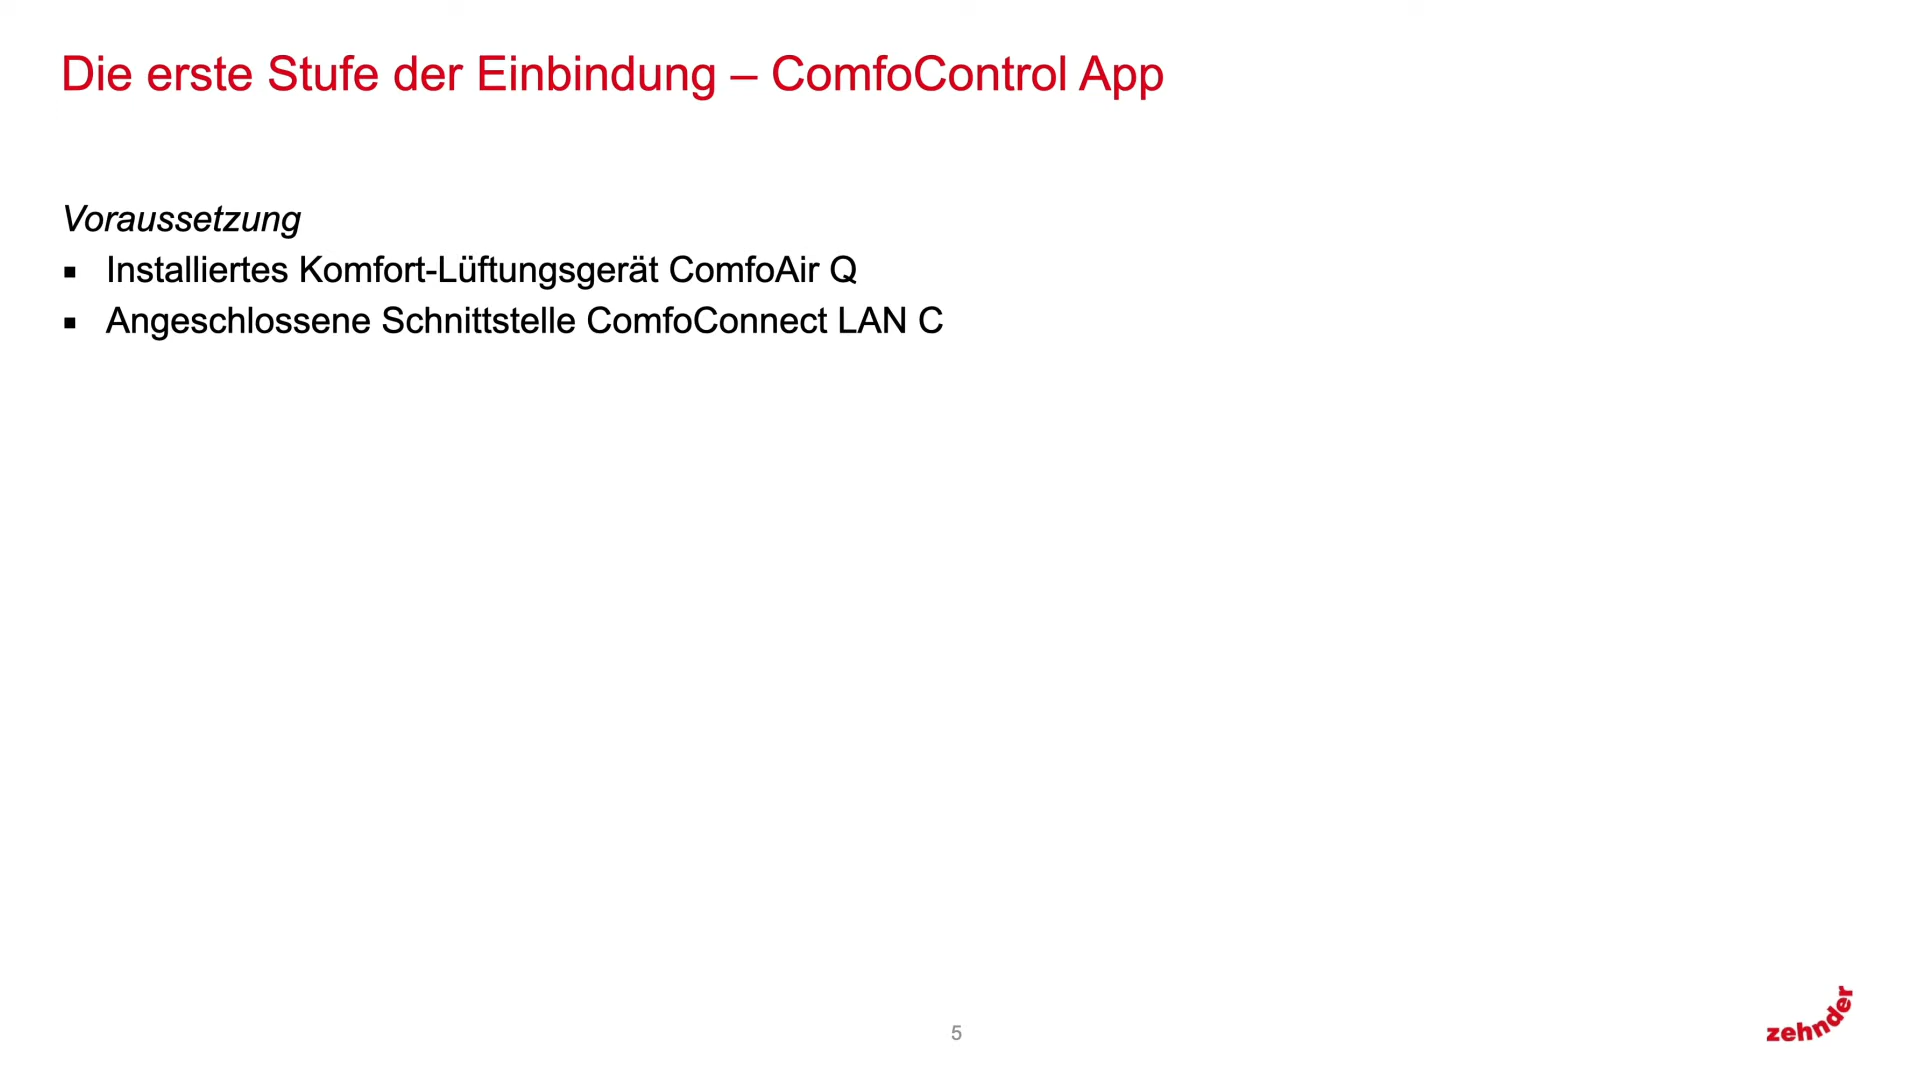 Die erste Stufe der Einbindung – ComfoControl App
Voraussetzung
▪ Installiertes Komfort-Lüftungsgerät ComfoAir Q
▪ Angeschlossene Schnittstelle ComfoConnect LAN C
5
zehnder